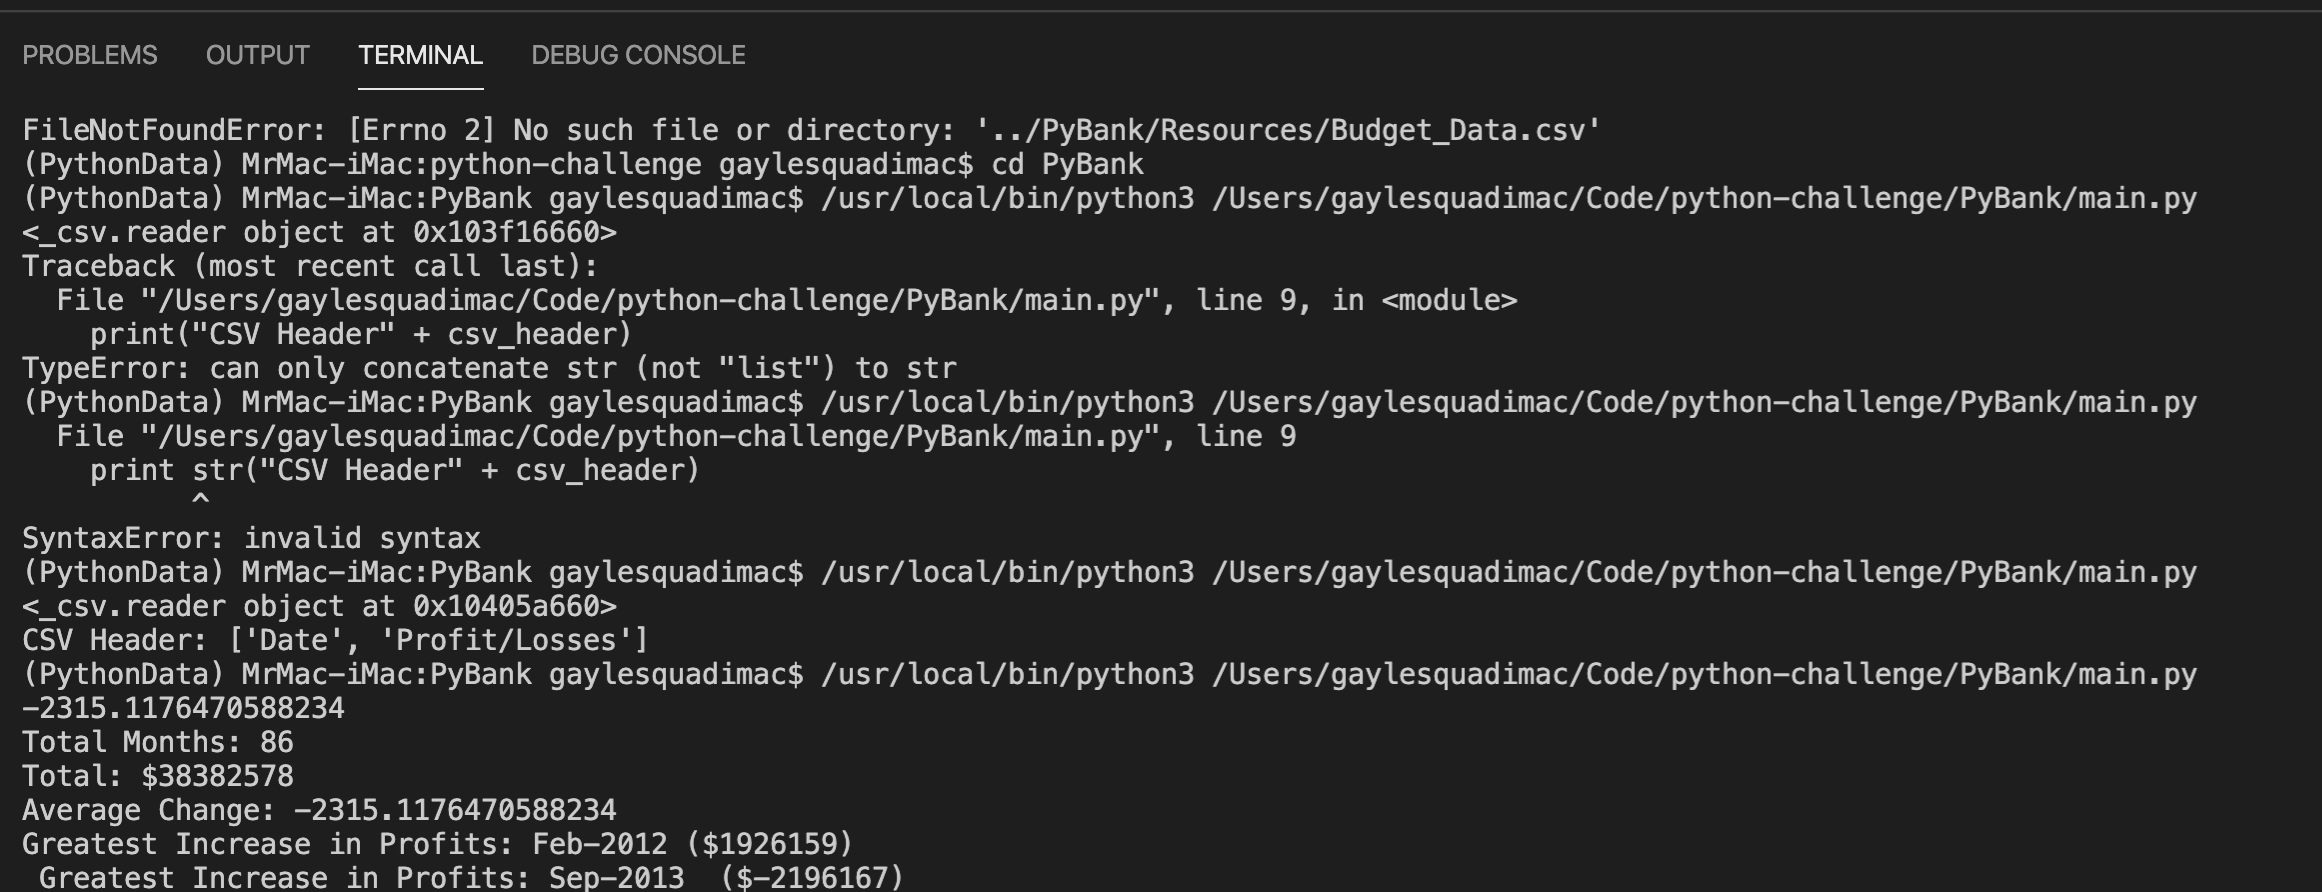 PROBLEMS OUTPUT TERMINAL DEBUG CONSOLE
FileNotFoundError: [Errno 2] No such file or directory: '../PyBank/Resources/Budget_Data.csv'
(PythonData) MrMac-iMac:python-challenge gaylesquadimac$ cd PyBank
(PythonData) MrMac-iMac:PyBank gaylesquadimac$ /usr/local/bin/python3 /Users/gaylesquadimac/Code/python-challenge/PyBank/main.py
<_csv.reader object at 0x103f16660>
Traceback (most recent call last):
  File "/Users/gaylesquadimac/Code/python-challenge/PyBank/main.py", line 9, in <module>
    print("CSV Header" + csv_header)
TypeError: can only concatenate str (not "list") to str
(PythonData) MrMac-iMac:PyBank gaylesquadimac$ /usr/local/bin/python3 /Users/gaylesquadimac/Code/python-challenge/PyBank/main.py
  File "/Users/gaylesquadimac/Code/python-challenge/PyBank/main.py", line 9
    print str("CSV Header" + csv_header)
          ^
SyntaxError: invalid syntax
(PythonData) MrMac-iMac:PyBank gaylesquadimac$ /usr/local/bin/python3 /Users/gaylesquadimac/Code/python-challenge/PyBank/main.py
<_csv.reader object at 0x10405a660>
CSV Header: ['Date', 'Profit/Losses']
(PythonData) MrMac-iMac:PyBank gaylesquadimac$ /usr/local/bin/python3 /Users/gaylesquadimac/Code/python-challenge/PyBank/main.py
-2315.1176470588234
Total Months: 86
Total: $38382578
Average Change: -2315.1176470588234
Greatest Increase in Profits: Feb-2012 ($1926159)
 Greatest Increase in Profits: Sep-2013  ($-2196167)